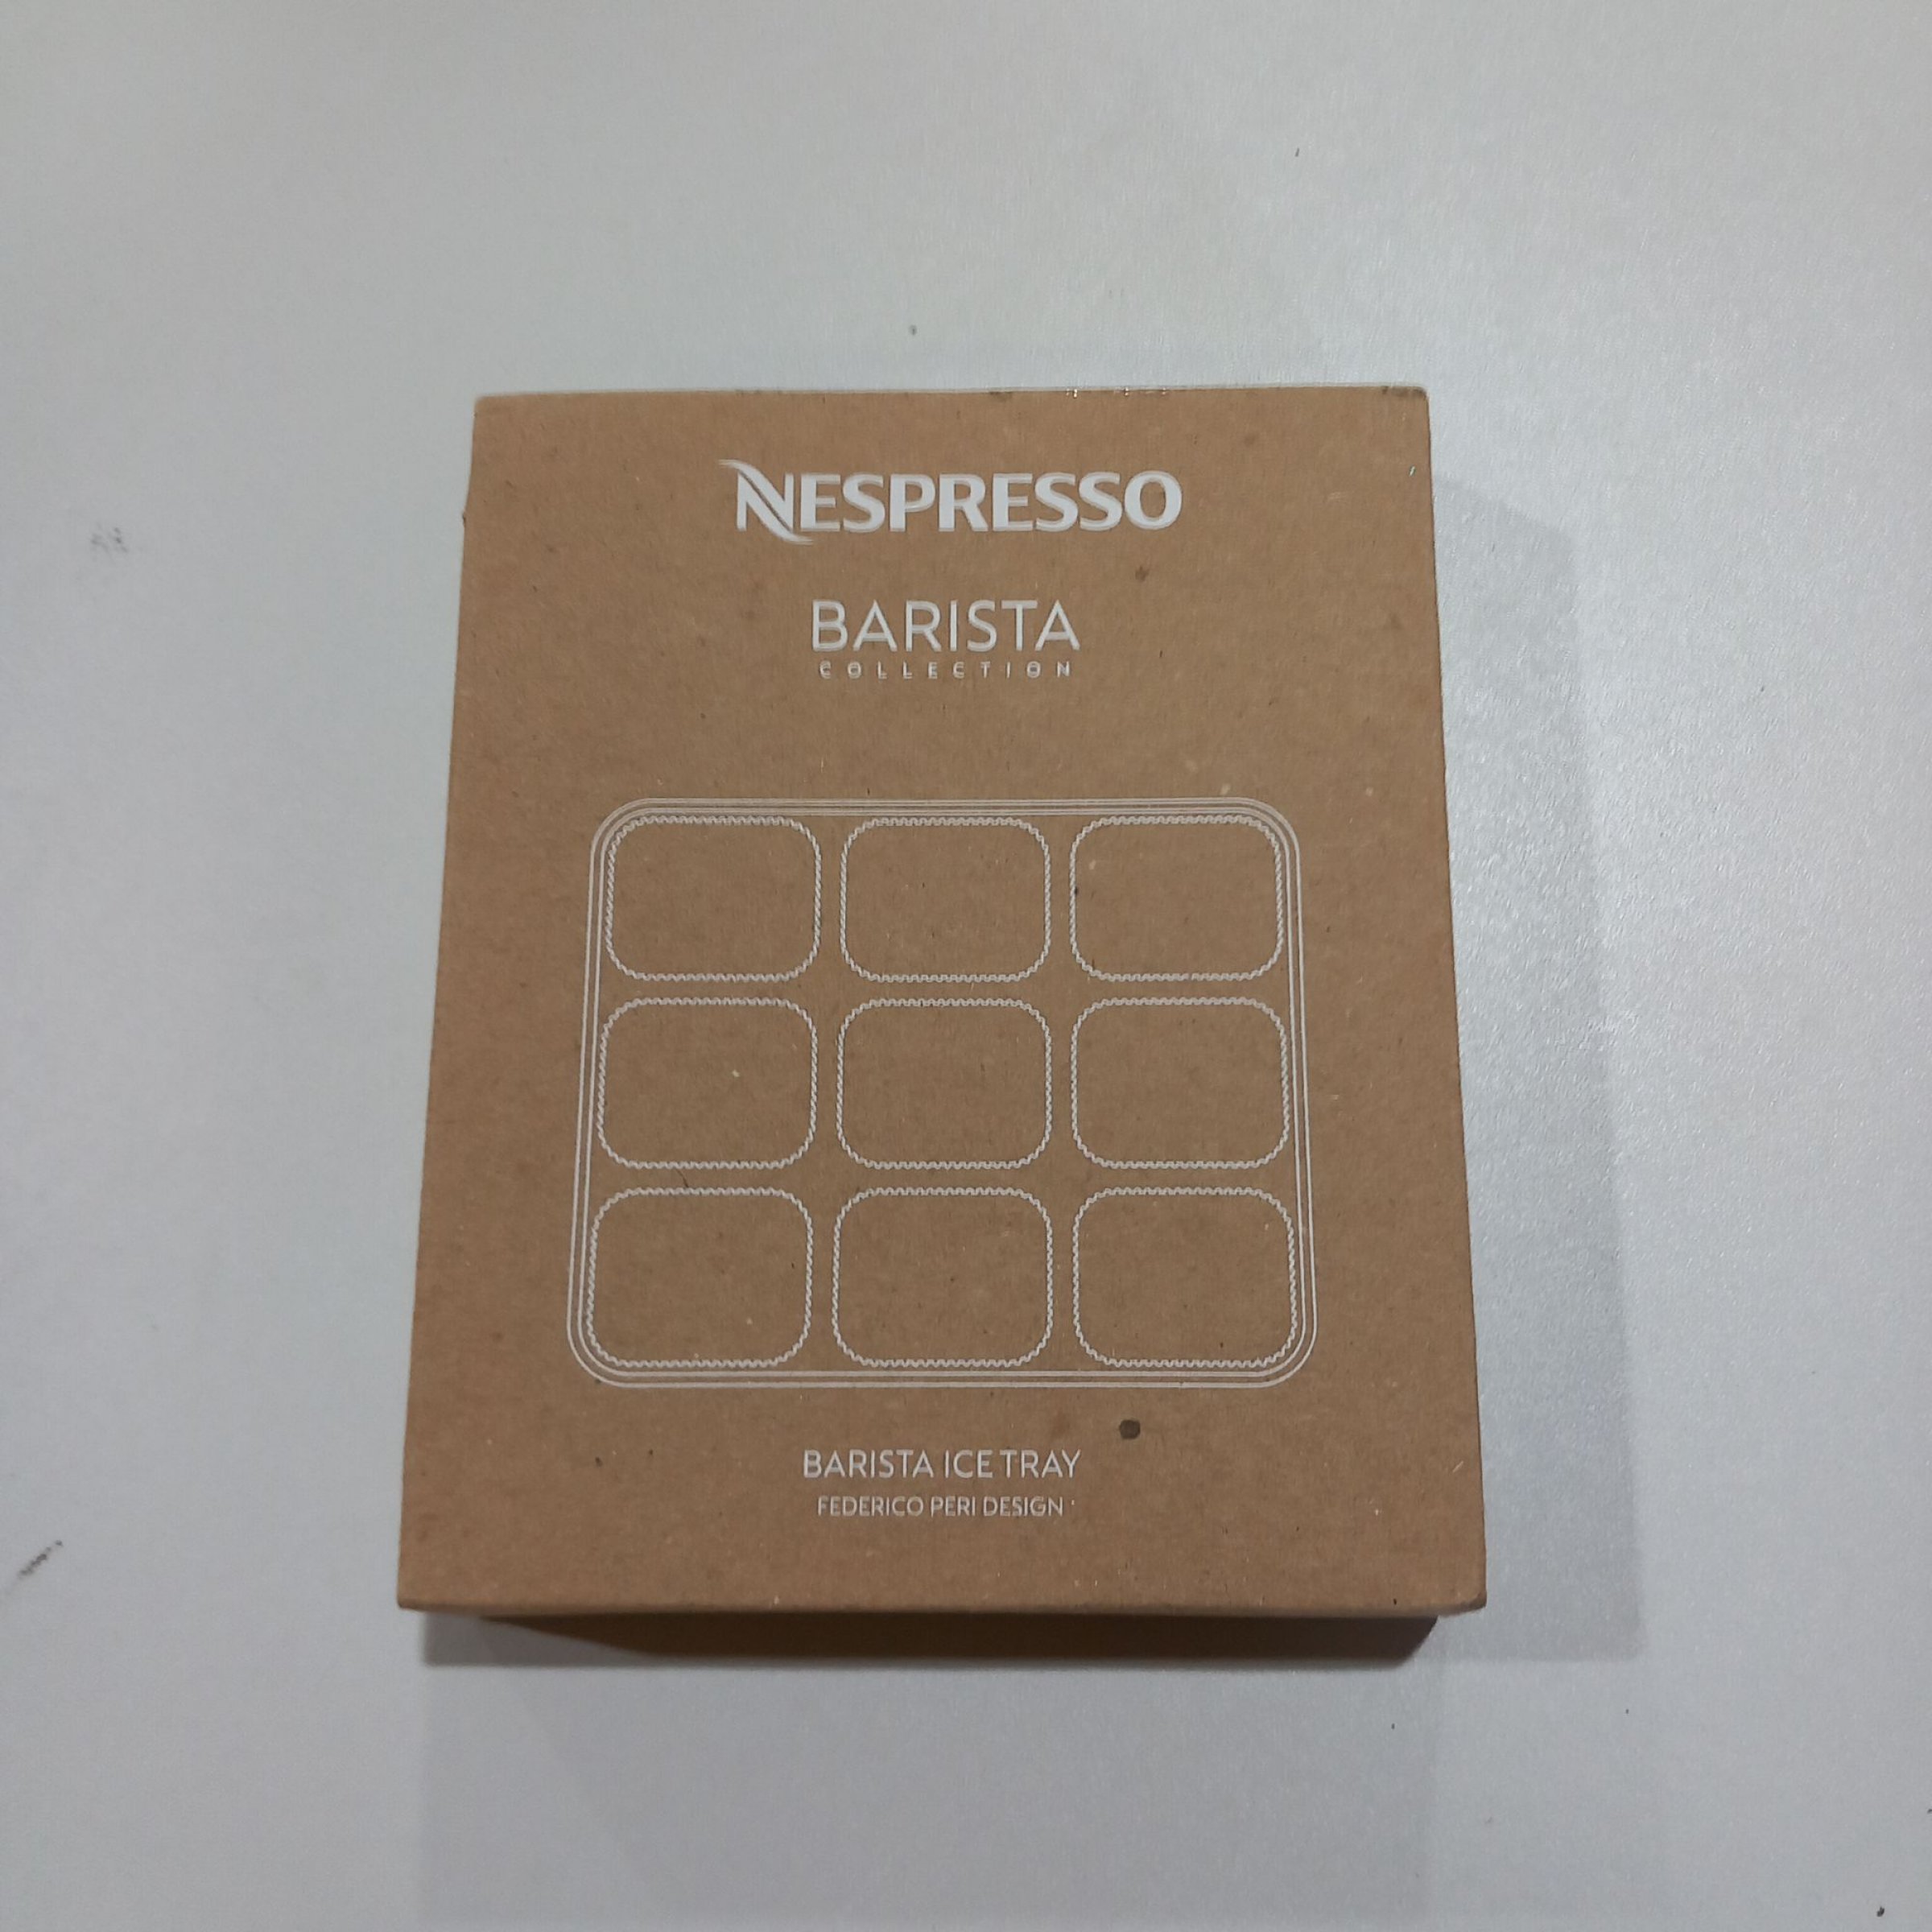 NESPRESSO
BARISTA
COLLECTION
BARISTA ICE TRAY
FEDERICO PERI DESIGN